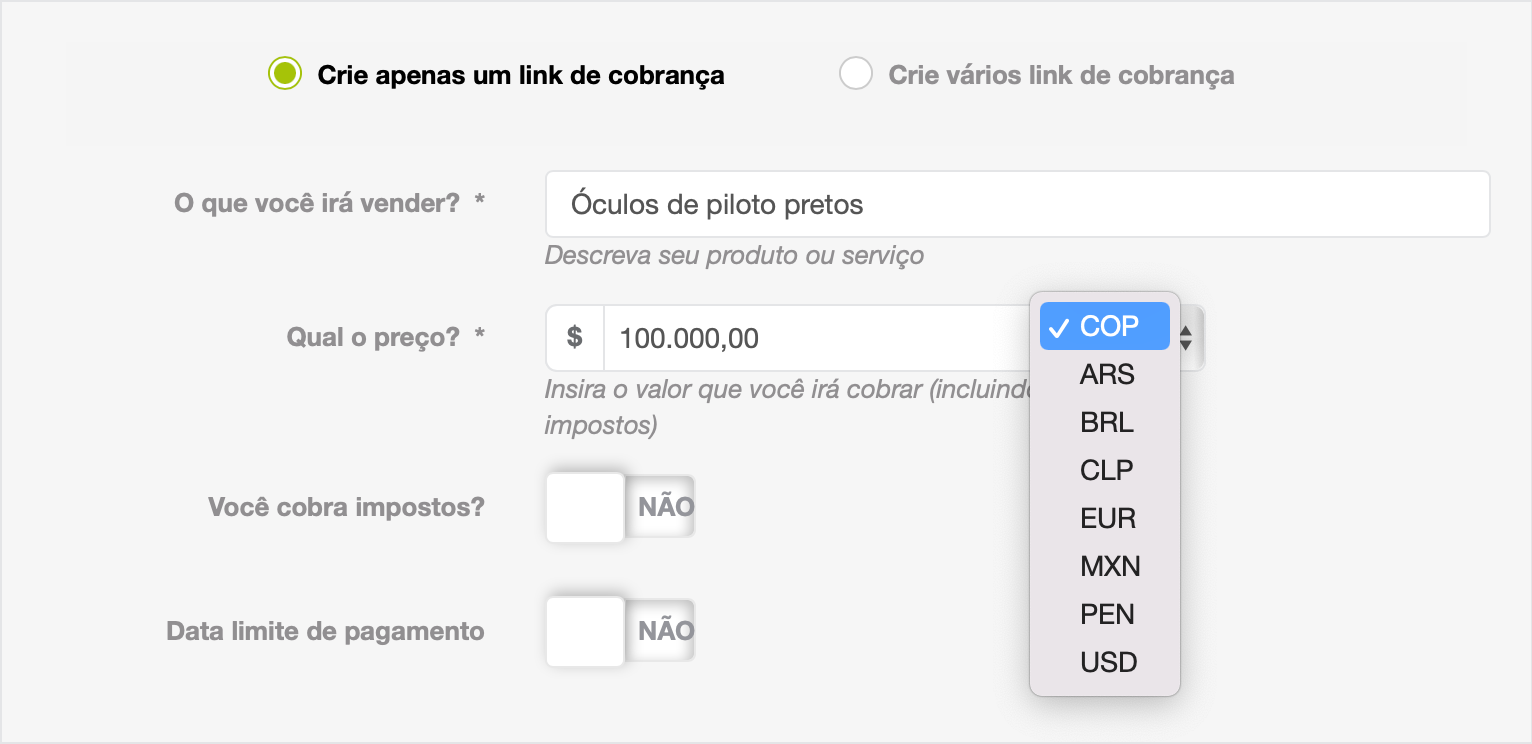 Crie apenas um link de cobrança
Crie vários link de cobrança
O que você irá vender? *
Óculos de piloto pretos
Descreva seu produto ou serviço
Qual o preço? *
$ 100.000,00
Insira o valor que você irá cobrar (incluindo
impostos)
✓ COP
ARS
BRL
CLP
EUR
MXN
PEN
USD
Você cobra impostos?
NÃO
Data limite de pagamento
NÃO